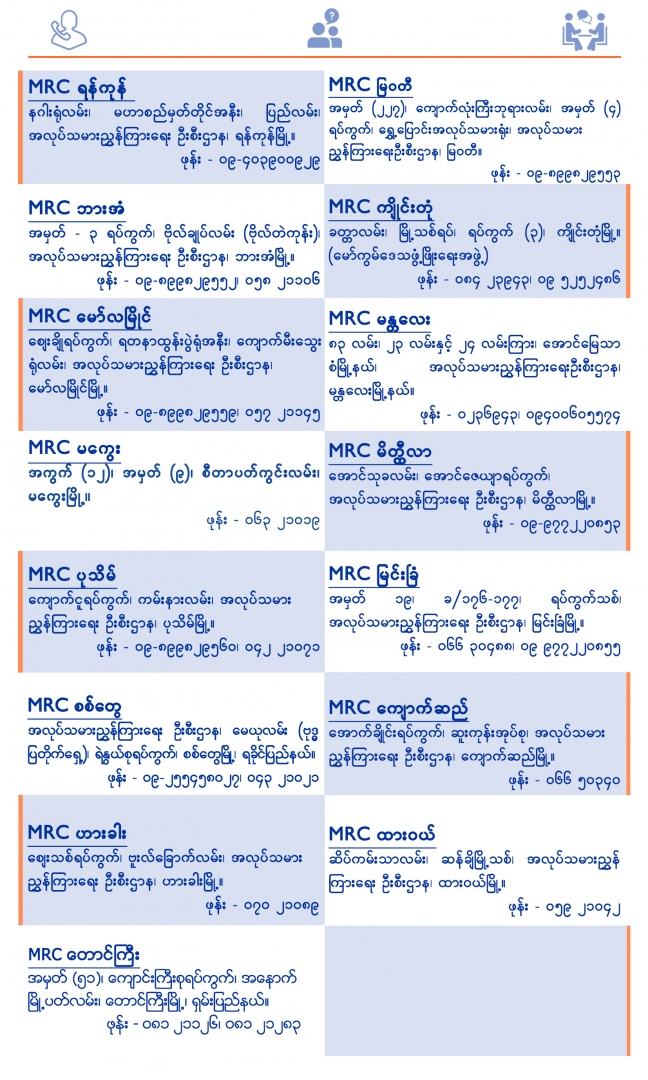 MRC ရန်ကုန်
နဂါးရုံလမ်း၊ မဟာစည်မှတ်တိုင်အနီး၊ ပြည်လမ်း၊
အလုပ်သမားညွှန်ကြားရေး ဦးစီးဌာန၊ ရန်ကုန်မြို့။
ဖုန်း - ၀၉-၄၀၃၉၀၀၉၂၉
MRC မြဝတီ
အမှတ် (၂၂၇)၊ ကျောက်လုံးကြီးဘုရားလမ်း၊ အမှတ် (၄)
ရပ်ကွက်၊ ရွှေ့ပြောင်းအလုပ်သမားရုံး၊ အလုပ်သမား
ညွှန်ကြားရေးဦးစီးဌာန၊ မြဝတီ။
ဖုန်း - ၀၉-၈၉၉၈၂၉၅၅၃
MRC ဘားအံ
အမှတ် - ၃ ရပ်ကွက်၊ ဗိုလ်ချုပ်လမ်း (ဗိုလ်တဲကုန်း)၊
အလုပ်သမားညွှန်ကြားရေး ဦးစီးဌာန၊ ဘားအံမြို့။
ဖုန်း - ၀၉-၈၉၉၈၂၉၅၅၂၊ ၀၅၈ ၂၁၁၀၆
MRC ကျိုင်းတုံ
ခတ္တာလမ်း၊ မြို့သစ်ရပ်၊ ရပ်ကွက် (၃)၊ ကျိုင်းတုံမြို့။
(မော်ကွမ်ဒေသဖွံ့ဖြိုးရေးအဖွဲ့)
ဖုန်း - ၀၈၄ ၂၃၉၄၃၊ ၀၉ ၅၂၅၂၄၈၆
MRC မော်လမြိုင်
ဈေးချိုရပ်ကွက်၊ ရတနာထွန်းပွဲရုံအနီး၊ ကျောက်မီးသွေး
ရုံလမ်း၊ အလုပ်သမားညွှန်ကြားရေး ဦးစီးဌာန၊
မော်လမြိုင်မြို့။
ဖုန်း - ၀၉-၈၉၉၈၂၉၅၅၉၊ ၀၅၇ ၂၁၁၄၅
MRC မန္တလေး
၈၃ လမ်း၊ ၂၃ လမ်းနှင့် ၂၄ လမ်းကြား၊ အောင်မြေသာ
စံမြို့နယ်၊ အလုပ်သမားညွှန်ကြားရေးဦးစီးဌာန၊
မန္တလေးမြို့နယ်။
ဖုန်း - ၀၂၃၆၉၄၃၊ ၀၉၄၀၀၆၀၅၅၇၄
MRC မကွေး
အကွက် (၁၂)၊ အမှတ် (၉)၊ စီတာပတ်ကွင်းလမ်း၊
မကွေးမြို့။
ဖုန်း - ၀၆၃ ၂၁၀၁၉
MRC မိတ္ထီလာ
အောင်သုခလမ်း၊ အောင်ဇေယျာရပ်ကွက်၊
အလုပ်သမားညွှန်ကြားရေး ဦးစီးဌာန၊ မိတ္ထီလာမြို့။
ဖုန်း - ၀၉-၉၇၇၂၂၀၈၅၃
MRC ပုသိမ်
ကျောက်ငူရပ်ကွက်၊ ကမ်းနားလမ်း၊ အလုပ်သမား
ညွှန်ကြားရေး ဦးစီးဌာန၊ ပုသိမ်မြို့။
ဖုန်း - ၀၉-၈၉၉၈၂၉၅၆၀၊ ၀၄၂ ၂၁၀၇၁
MRC မြင်းခြံ
အမှတ် ၁၉၊ ခ/၁၇၆-၁၇၇၊ ရပ်ကွက်သစ်၊
အလုပ်သမားညွှန်ကြားရေး ဦးစီးဌာန၊ မြင်းခြံမြို့။
ဖုန်း - ၀၆၆ ၃၀၄၈၈၊ ၀၉ ၉၇၇၂၂၀၈၅၅
MRC စစ်တွေ
အလုပ်သမားညွှန်ကြားရေး ဦးစီးဌာန၊ မေယုလမ်း (ဗုဒ္ဓ
ပြတိုက်ရှေ့)၊ ရဲနွယ်စုရပ်ကွက်၊ စစ်တွေမြို့၊ ရခိုင်ပြည်နယ်။
ဖုန်း - ၀၉-၂၅၅၄၅၈၀၂၇၊ ၀၄၃ ၂၁၀၂၁
MRC ကျောက်ဆည်
အောက်ချိုင်းရပ်ကွက်၊ ဆူးကုန်းအုပ်စု၊ အလုပ်သမား
ညွှန်ကြားရေး ဦးစီးဌာန၊ ကျောက်ဆည်မြို့။
ဖုန်း - ၀၆၆ ၅၀၃၄၀
MRC ဟားခါး
ဈေးသစ်ရပ်ကွက်၊ ဗူးလ်ခြောက်လမ်း၊ အလုပ်သမား
ညွှန်ကြားရေး ဦးစီးဌာန၊ ဟားခါးမြို့။
ဖုန်း - ၀၇၀ ၂၁၀၈၉
MRC ထားဝယ်
ဆိပ်ကမ်းသာလမ်း၊ ဆန်ချီမြို့သစ်၊ အလုပ်သမားညွှန်
ကြားရေး ဦးစီးဌာန၊ ထားဝယ်မြို့။
ဖုန်း - ၀၅၉ ၂၁၀၄၂
MRC တောင်ကြီး
အမှတ် (၅၁)၊ ကျောင်းကြီးစုရပ်ကွက်၊ အနောက်
မြို့ပတ်လမ်း၊ တောင်ကြီးမြို့၊ ရှမ်းပြည်နယ်။
ဖုန်း - ၀၈၁ ၂၁၁၂၆၊ ၀၈၁ ၂၁၂၈၃